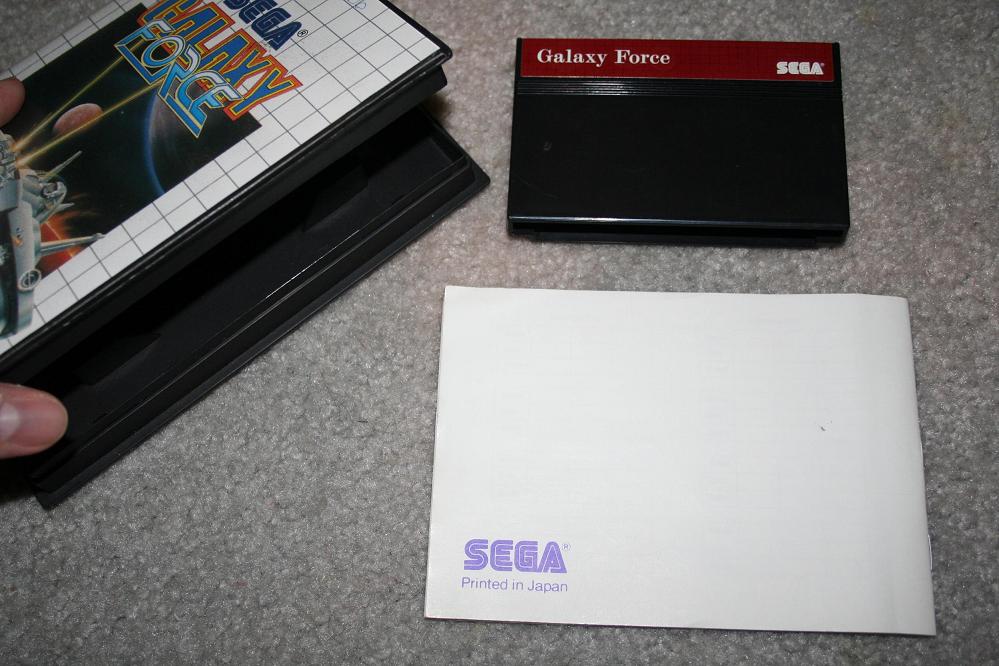 SEGA®
GALAXY
FORCE
Galaxy Force
SEGA®
SEGA®
Printed in Japan